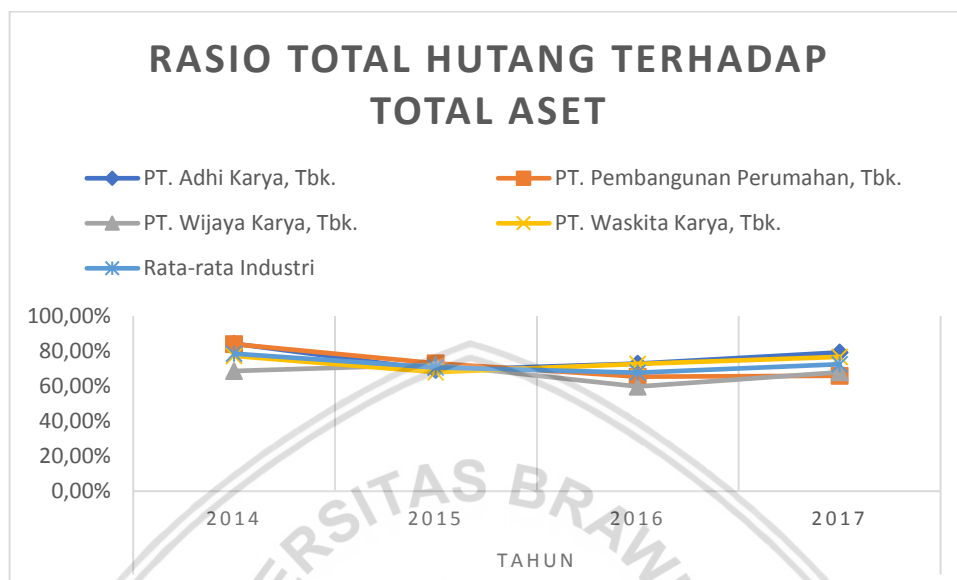 RASIO TOTAL HUTANG TERHADAP
TOTAL ASET
PT. Adhi Karya, Tbk.
PT. Pembangunan Perumahan, Tbk.
PT. Wijaya Karya, Tbk.
PT. Waskita Karya, Tbk.
Rata-rata Industri
100,00%
80,00%
60,00%
40,00%
20,00%
0,00%
2014 2015 2016 2017
TAHUN
ERSITAS BRAW